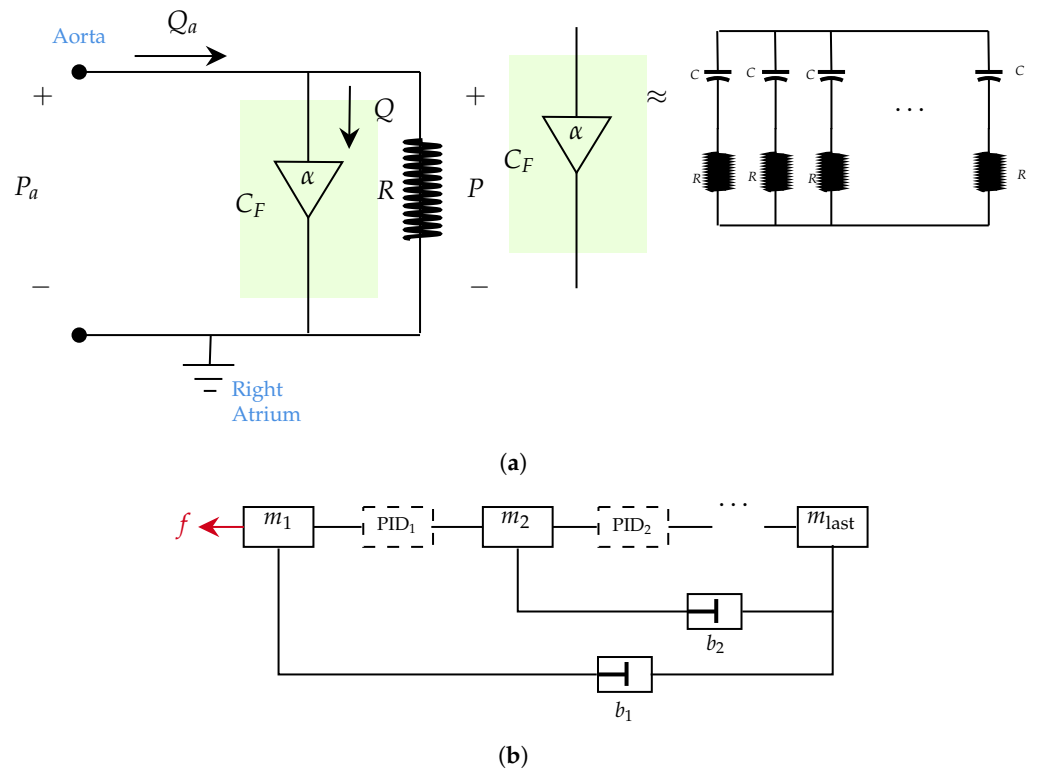 Aorta
Q_a
+
P_a
−
Q
α
C_F
R
Right
Atrium
+
P
−
α
C_F
≈
C
C
C
C
...
R
R
R
R
(a)
f
m_1
PID_1
m_2
PID_2
...
m_last
b_2
b_1
(b)